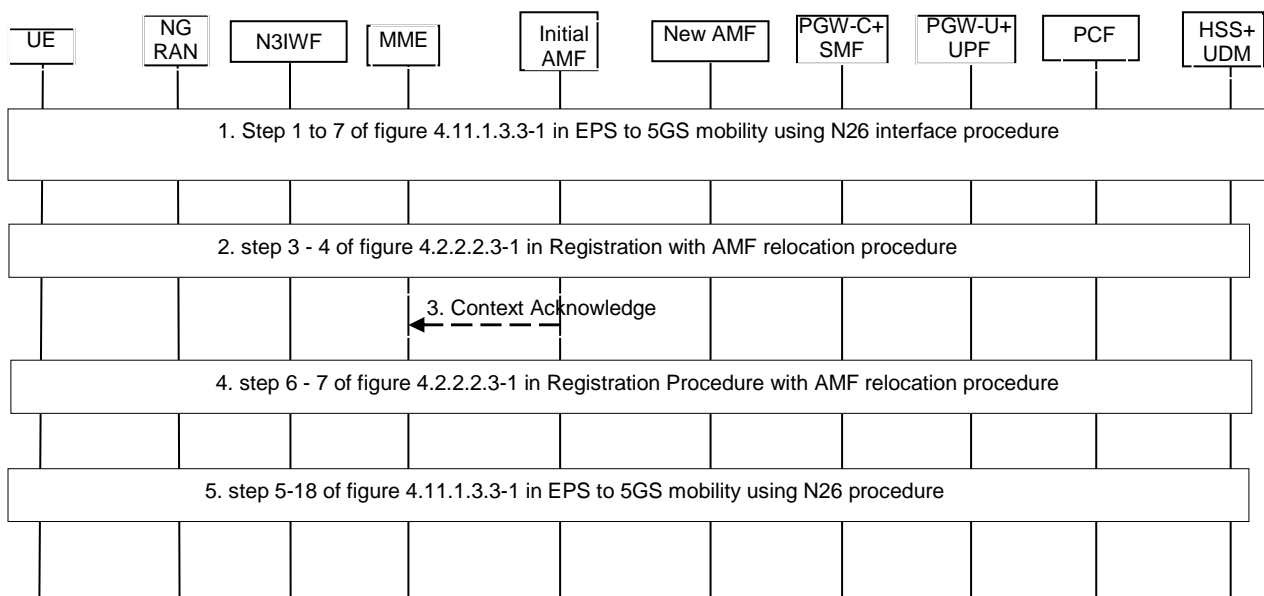 UE
NG
RAN
N3IWF
MME
Initial
AMF
New AMF
PGW-C+
SMF
PGW-U+
UPF
PCF
HSS+
UDM
1. Step 1 to 7 of figure 4.11.1.3.3-1 in EPS to 5GS mobility using N26 interface procedure
2. step 3 - 4 of figure 4.2.2.2.3-1 in Registration with AMF relocation procedure
3. Context Acknowledge
4. step 6 - 7 of figure 4.2.2.2.3-1 in Registration Procedure with AMF relocation procedure
5. step 5-18 of figure 4.11.1.3.3-1 in EPS to 5GS mobility using N26 procedure